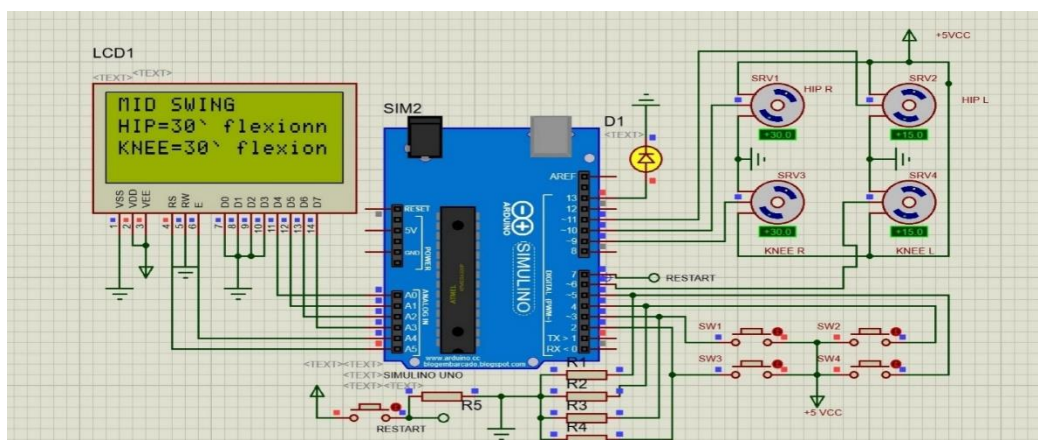 LCD1
<TEXT>
<TEXT>
MID SWING
HIP=30` flexionn
KNEE=30` flexion
VSS
VDD
VEE
RS
RW
E
D0
D1
D2
D3
D4
D5
D6
D7
1
2
3
4
5
6
7
8
9
10
11
12
13
14
SIM2
RESET
5V
GND
POWER
A0
A1
A2
A3
A4
A5
ANALOG IN
ARDUINO
SIMULINO
AREF
13
12
~11
~10
~9
8
7
~6
~5
4
~3
2
TX > 1
RX < 0
DIGITAL (PWM~)
www.arduino.cc
blogembarcado.blogspot.com
SIMULINO UNO
<TEXT><TEXT>
<TEXT>
<TEXT><TEXT>
D1
<TEXT>
+5VCC
SRV1
HIP R
+30.0
SRV2
HIP L
+15.0
SRV3
+30.0
KNEE R
SRV4
+15.0
KNEE L
RESTART
SW1
SW2
SW3
SW4
+5 VCC
R1
R2
R3
R4
R5
RESTART